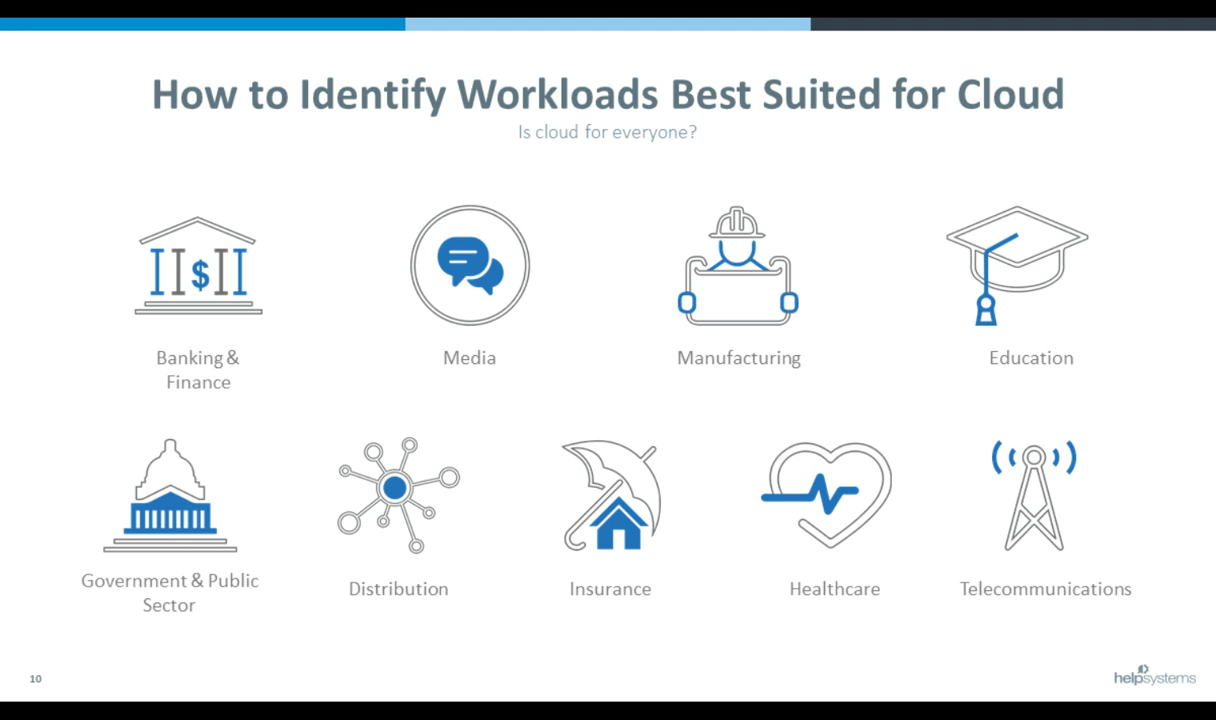 How to Identify Workloads Best Suited for Cloud
Is cloud for everyone?
$
Banking &
Finance
Media
Manufacturing
Education
Government & Public
Sector
Distribution
Insurance
Healthcare
Telecommunications
10
helpsystems